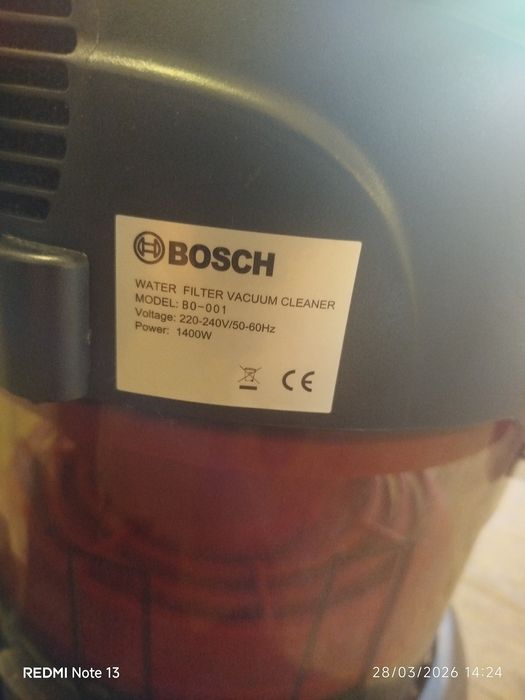 BOSCH
WATER FILTER VACUUM CLEANER
MODEL: BO-001
Voltage: 220-240V/50-60Hz
Power: 1400W
CE
REDMI Note 13
28/03/2026 14:24